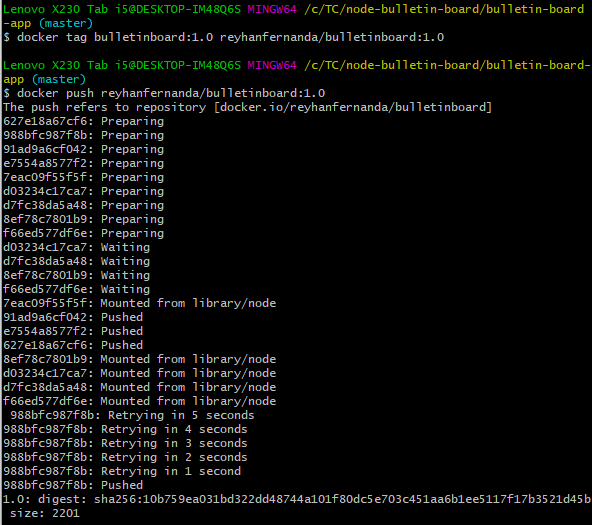 Lenovo X230 Tab i5@DESKTOP-IM48Q6S MINGW64 /c/TC/node-bulletin-board/bulletin-board
-app (master)
$ docker tag bulletinboard:1.0 reyhanfernanda/bulletinboard:1.0
Lenovo X230 Tab i5@DESKTOP-IM48Q6S MINGW64 /c/TC/node-bulletin-board/bulletin-board-
app (master)
$ docker push reyhanfernanda/bulletinboard:1.0
The push refers to repository [docker.io/reyhanfernanda/bulletinboard]
627e18a67cf6: Preparing
988bfc987f8b: Preparing
91ad9a6cf042: Preparing
e7554a8577f2: Preparing
7eac09f55f5f: Preparing
d03234c17ca7: Preparing
d7fc38da5a48: Preparing
8ef78c7801b9: Preparing
f66ed577df6e: Preparing
d03234c17ca7: Waiting
d7fc38da5a48: Waiting
8ef78c7801b9: Waiting
f66ed577df6e: Waiting
7eac09f55f5f: Mounted from library/node
91ad9a6cf042: Pushed
e7554a8577f2: Pushed
627e18a67cf6: Pushed
8ef78c7801b9: Mounted from library/node
d03234c17ca7: Mounted from library/node
d7fc38da5a48: Mounted from library/node
f66ed577df6e: Mounted from library/node
988bfc987f8b: Retrying in 5 seconds
988bfc987f8b: Retrying in 4 seconds
988bfc987f8b: Retrying in 3 seconds
988bfc987f8b: Retrying in 2 seconds
988bfc987f8b: Retrying in 1 second
988bfc987f8b: Pushed
1.0: digest: sha256:10b759ea031bd322dd48744a101f80dc5e703c451aa6b1ee5117f17b3521d45b
size: 2201